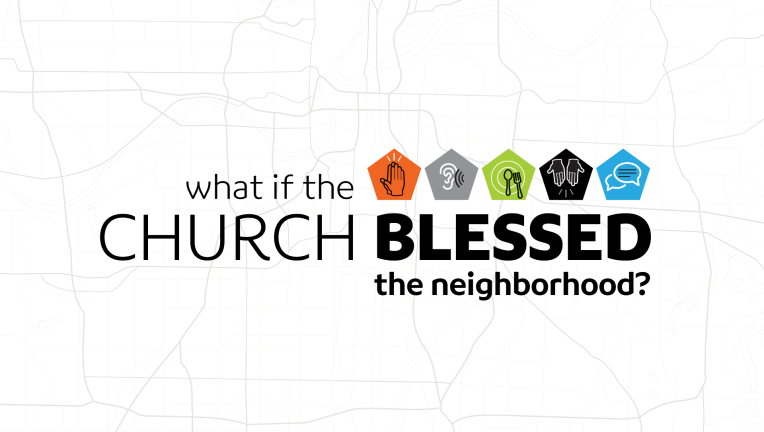 what if the
CHURCH BLESSED
the neighborhood?